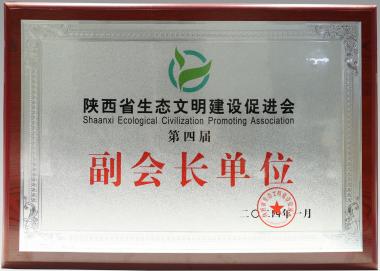 陕西省生态文明建设促进会
Shaanxi Ecological Civilization Promoting Association
第四届
副会长单位
二〇二四年一月